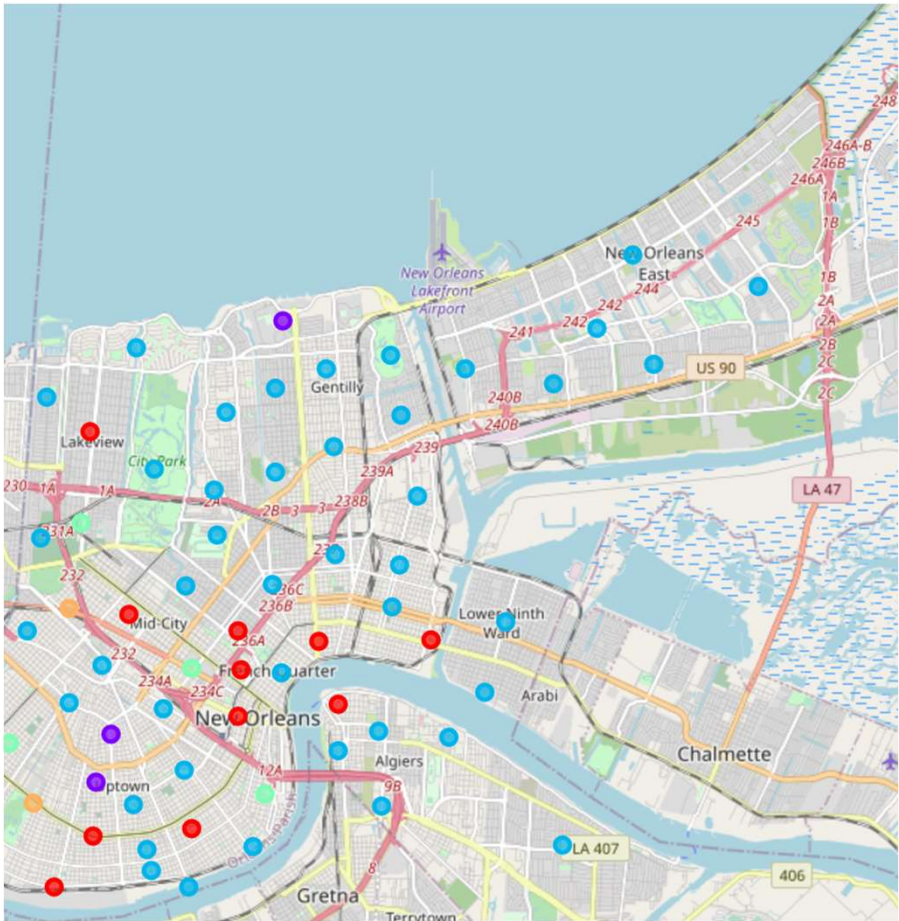 248
246A-B
246B
246A
1A
245
1B
New Orleans
East
New Orleans
Lakefront
Airport
244
242
242
241
1B
2A
2A
2B
2C
US 90
2C
Gentilly
240B
240B
Lakeview
239
City Park
239A
230
1A
1A
2A
2B
3
3
238B
LA 47
231A
232
236C
236B
Lower Ninth
Ward
Mid-City
236A
232
French Quarter
234A
234C
Arabi
New Orleans
Chalmette
Algiers
12A
9B
Uptown
Orleans Parish
LA 407
8
406
Gretna
Terrytown